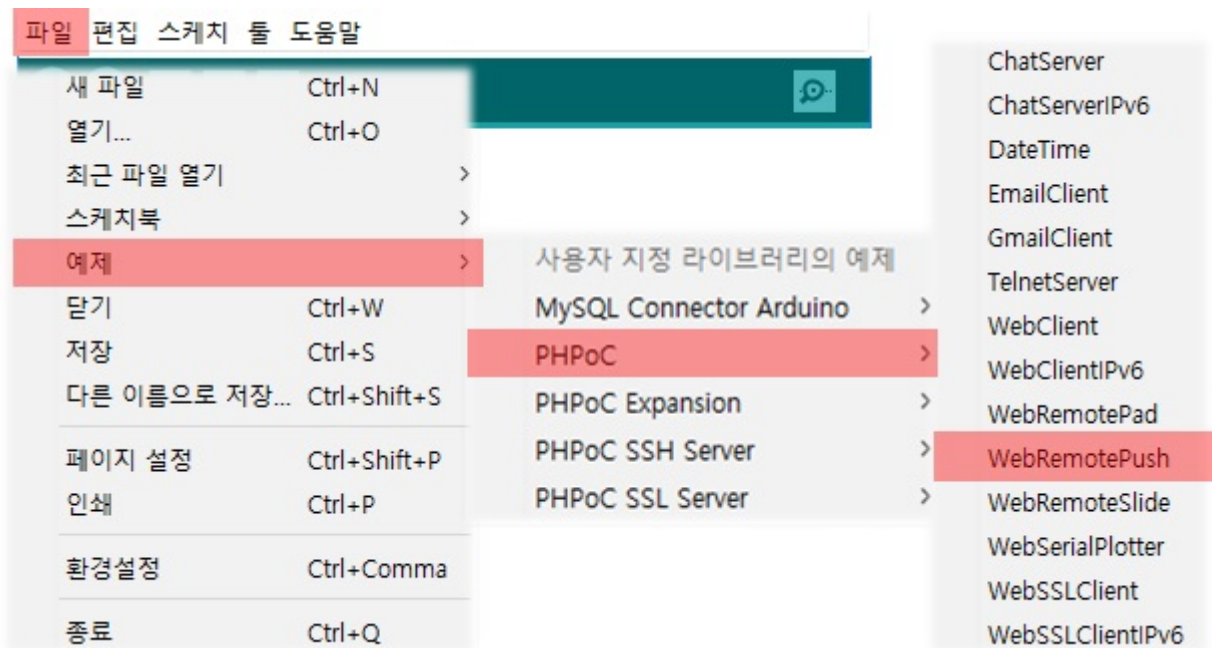 파일 편집 스케치 툴 도움말
새 파일 Ctrl+N
열기... Ctrl+O
최근 파일 열기 >
스케치북 >
예제 >
닫기 Ctrl+W
저장 Ctrl+S
다른 이름으로 저장... Ctrl+Shift+S
페이지 설정 Ctrl+Shift+P
인쇄 Ctrl+P
환경설정 Ctrl+Comma
종료 Ctrl+Q
사용자 지정 라이브러리의 예제
MySQL Connector Arduino >
PHPoC >
PHPoC Expansion >
PHPoC SSH Server >
PHPoC SSL Server >
ChatServer
ChatServerIPv6
DateTime
EmailClient
GmailClient
TelnetServer
WebClient
WebClientIPv6
WebRemotePad
WebRemotePush
WebRemoteSlide
WebSerialPlotter
WebSSLClient
WebSSLClientIPv6